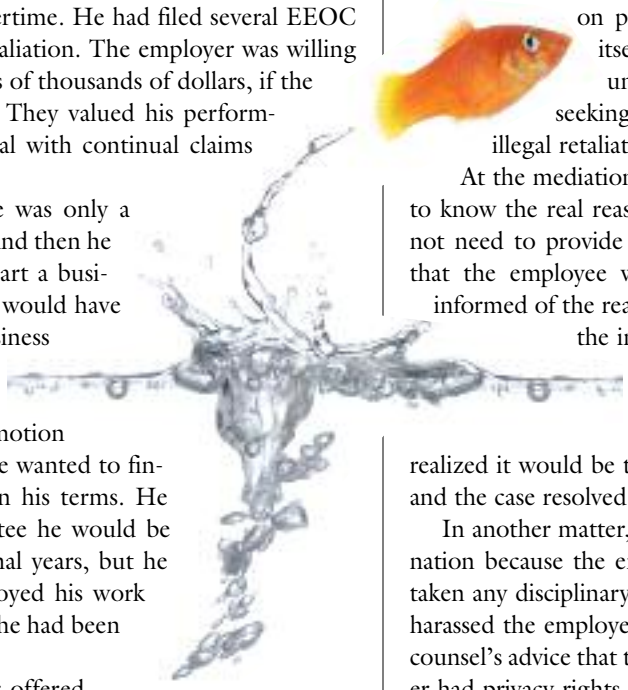 ertime. He had filed several EEOC
aliation. The employer was willing
s of thousands of dollars, if the
They valued his perform-
al with continual claims
e was only a
nd then he
art a busi-
would have
iness
notion
e wanted to fin-
n his terms. He
tee he would be
nal years, but he
oyed his work
he had been
offered
on p
itse
un
seeking
illegal retaliat
At the mediation
to know the real reas
not need to provide
that the employee w
informed of the rea
the in
realized it would be t
and the case resolved
In another matter,
nation because the e
taken any disciplinary
harassed the employe
counsel's advice that t
er had privacy rights